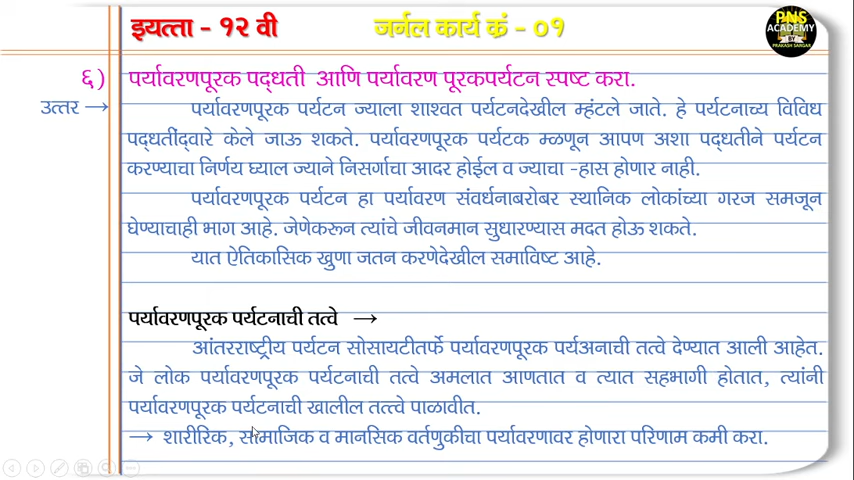 इयत्ता - १२ वी जर्नल कार्य क्रं - ०१
PNS
ACADEMY
BY
PRAKASH SARGAR
६) पर्यावरणपूरक पद्धती आणि पर्यावरण पूरकपर्यटन स्पष्ट करा.
उत्तर → पर्यावरणपूरक पर्यटन ज्याला शाश्वत पर्यटनदेखील म्हंटले जाते. हे पर्यटनाच्य विविध
पद्धतींद्वारे केले जाऊ शकते. पर्यावरणपूरक पर्यटक म्ळणून आपण अशा पद्धतीने पर्यटन
करण्याचा निर्णय घ्याल ज्याने निसर्गाचा आदर होईल व ज्याचा -हास होणार नाही.
पर्यावरणपूरक पर्यटन हा पर्यावरण संवर्धनाबरोबर स्थानिक लोकांच्या गरज समजून
घेण्याचाही भाग आहे. जेणेकरून त्यांचे जीवनमान सुधारण्यास मदत होऊ शकते.
यात ऐतिकासिक खुणा जतन करणेदेखील समाविष्ट आहे.
पर्यावरणपूरक पर्यटनाची तत्वे →
आंतरराष्ट्रीय पर्यटन सोसायटीतर्फे पर्यावरणपूरक पर्यअनाची तत्वे देण्यात आली आहेत.
जे लोक पर्यावरणपूरक पर्यटनाची तत्वे अमलात आणतात व त्यात सहभागी होतात, त्यांनी
पर्यावरणपूरक पर्यटनाची खालील तत्त्वे पाळावीत.
→ शारीरिक, सामाजिक व मानसिक वर्तणुकीचा पर्यावरणावर होणारा परिणाम कमी करा.